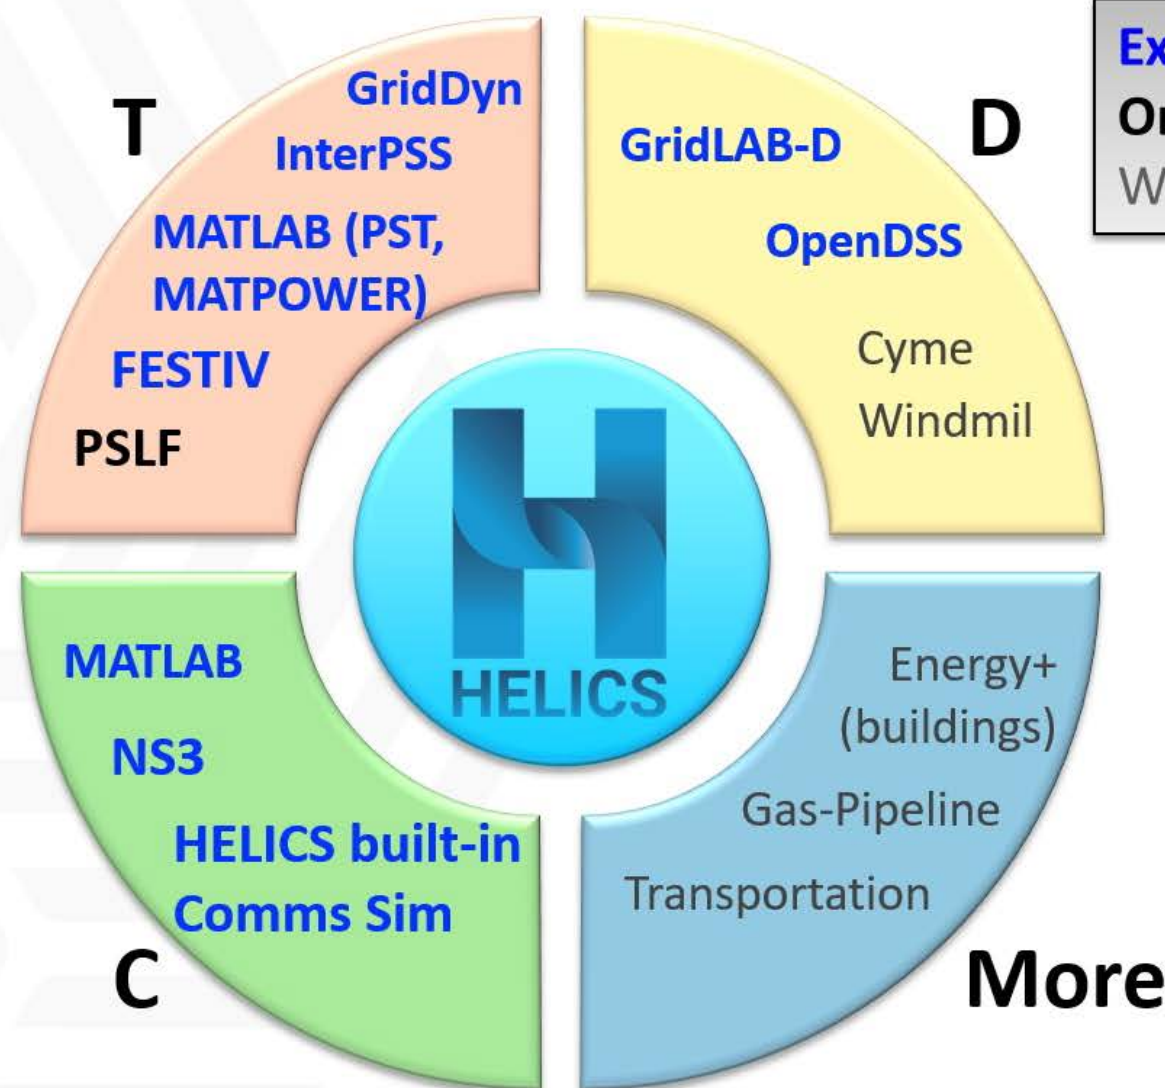 T
GridDyn
InterPSS
MATLAB (PST,
MATPOWER)
FESTIV
PSLF
D
GridLAB-D
OpenDSS
Cyme
Windmil
HELICS
MATLAB
NS3
HELICS built-in
Comms Sim
C
Energy+
(buildings)
Gas-Pipeline
Transportation
More